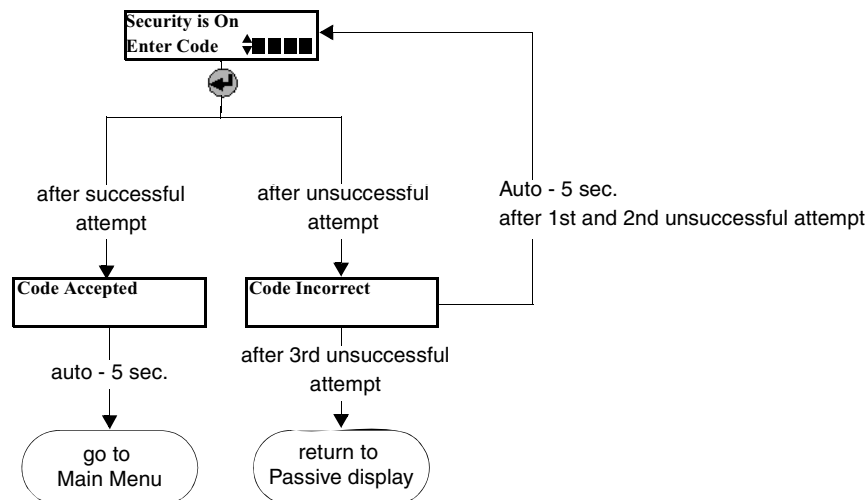 Security is On
Enter Code
after successful
attempt
after unsuccessful
attempt
Auto - 5 sec.
after 1st and 2nd unsuccessful attempt
Code Accepted
Code Incorrect
auto - 5 sec.
after 3rd unsuccessful
attempt
go to
Main Menu
return to
Passive display